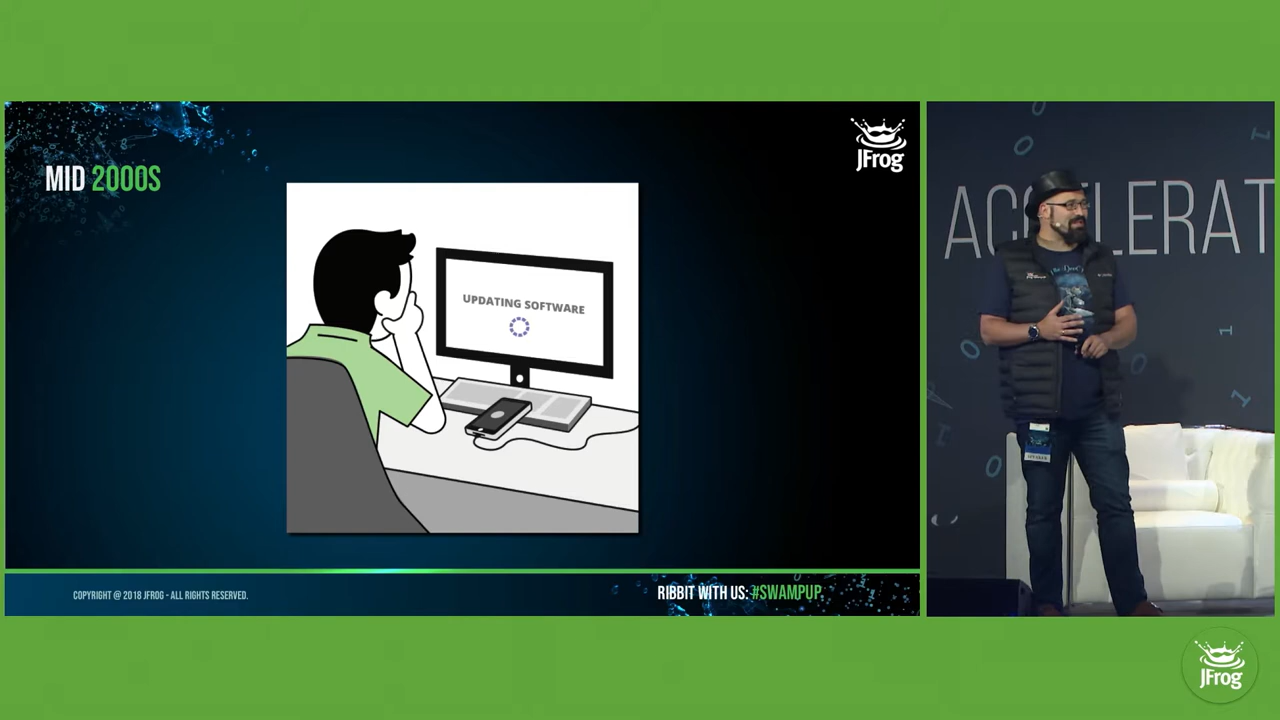 MID 2000S
JFrog
UPDATING SOFTWARE
COPYRIGHT @ 2018 JFROG - ALL RIGHTS RESERVED.
RIBBIT WITH US: #SWAMPUP
ACCELERAT
JFrog